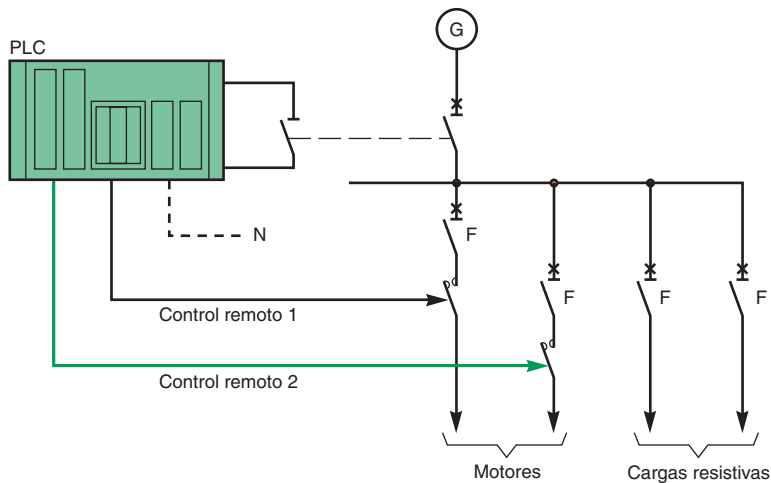 G
PLC
F
N
F
F
F
Control remoto 1
Control remoto 2
Motores
Cargas resistivas